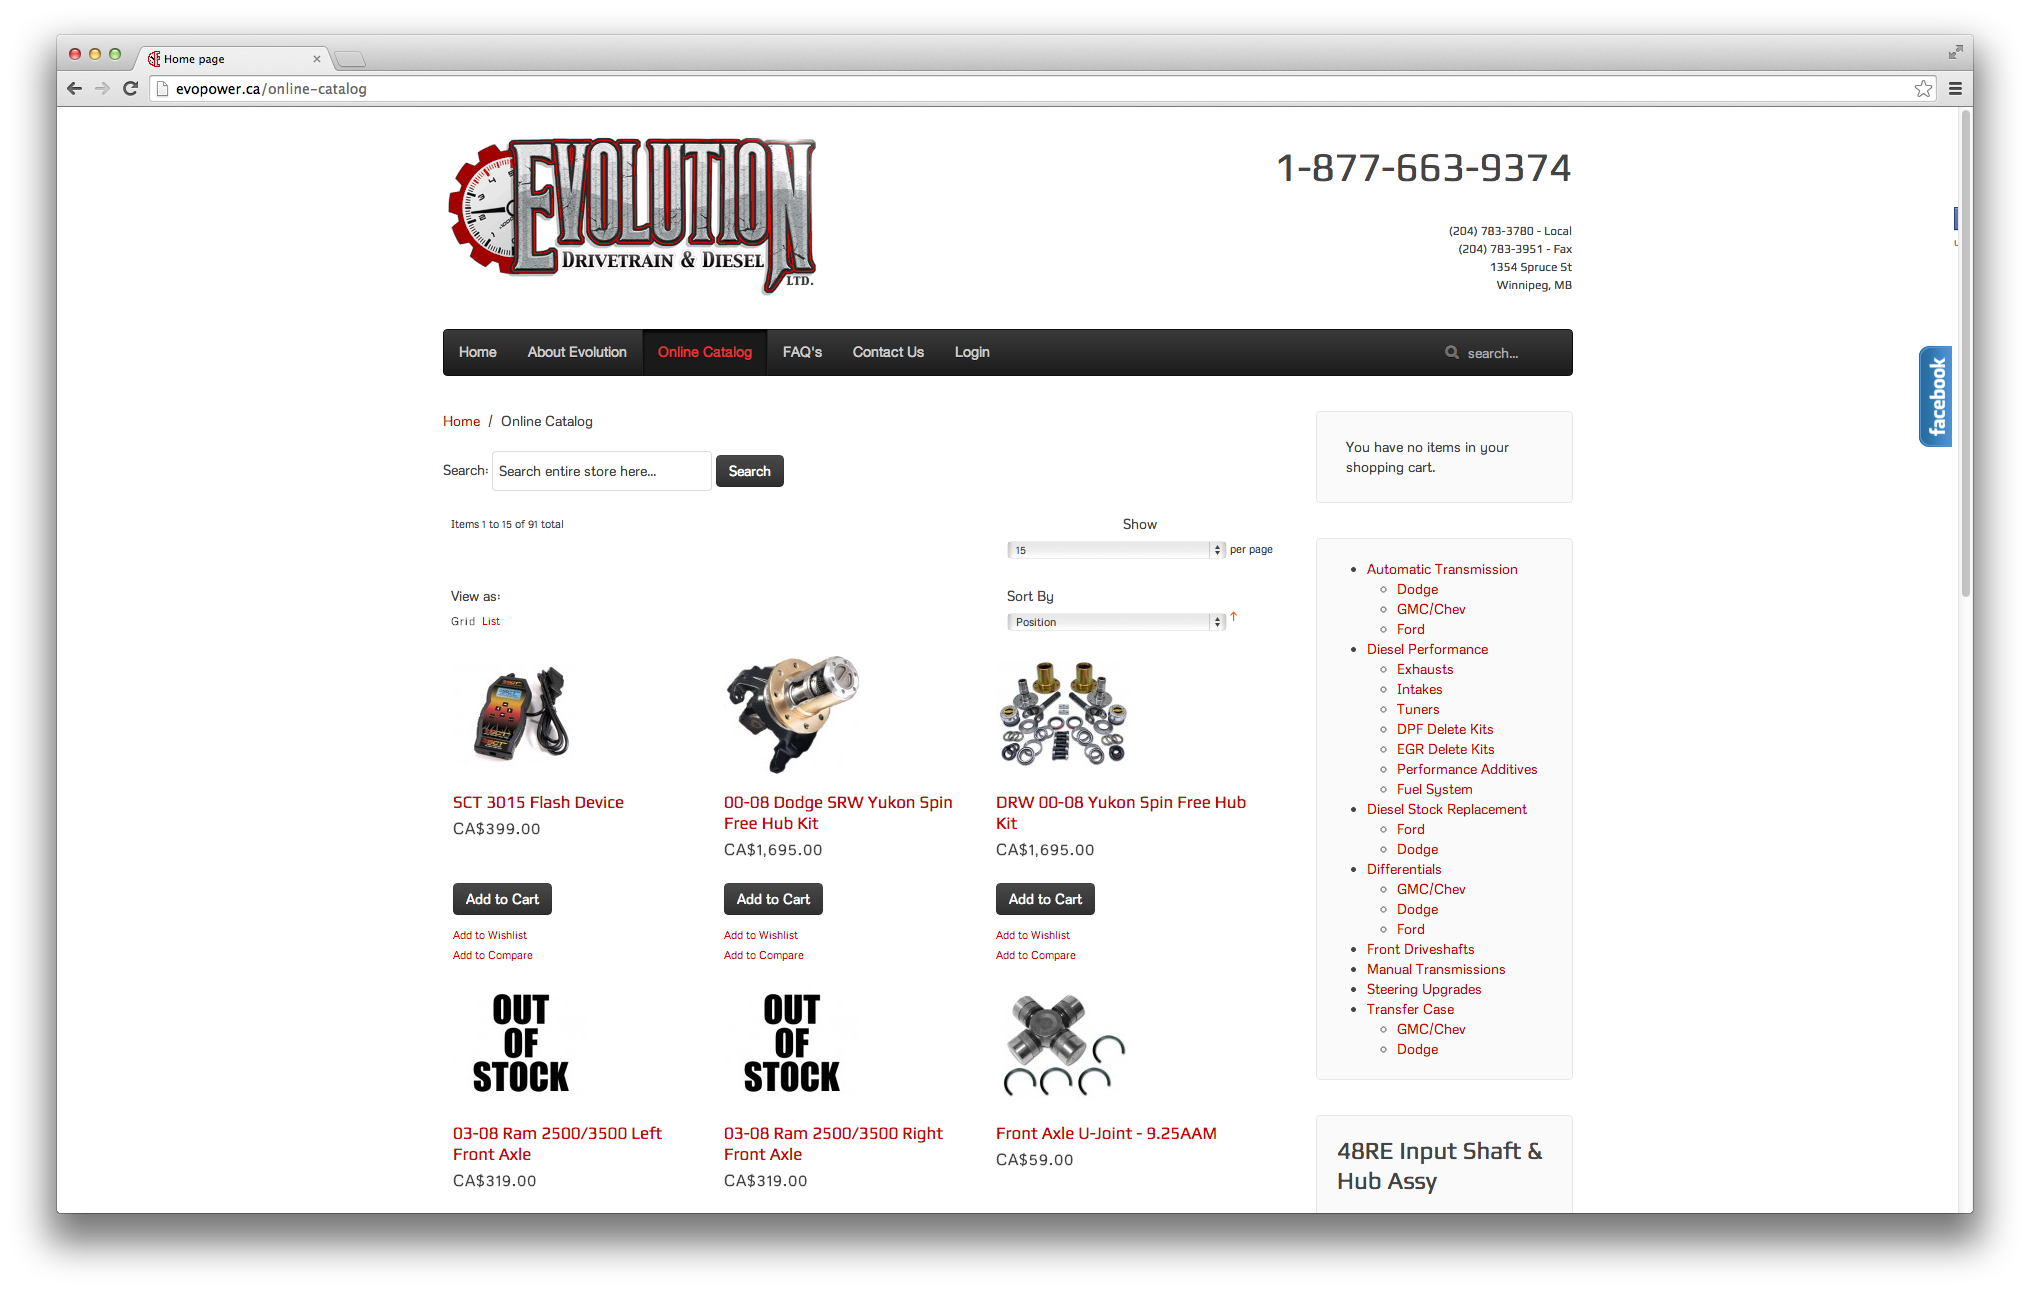 Home page
evopower.ca/online-catalog
EVOLUTION
DRIVETRAIN & DIESEL
LTD.
1-877-663-9374
(204) 783-3780 - Local
(204) 783-3951 - Fax
1354 Spruce St
Winnipeg, MB
Home About Evolution Online Catalog FAQ's Contact Us Login search...
facebook
Home / Online Catalog
Search: Search entire store here... Search
Items 1 to 15 of 91 total
Show
15 per page
View as:
Grid List
Sort By
Position
SCT 3015 Flash Device
CA$399.00
Add to Cart
Add to Wishlist
Add to Compare
00-08 Dodge SRW Yukon Spin
Free Hub Kit
CA$1,695.00
Add to Cart
Add to Wishlist
Add to Compare
DRW 00-08 Yukon Spin Free Hub
Kit
CA$1,695.00
Add to Cart
Add to Wishlist
Add to Compare
OUT
OF
STOCK
03-08 Ram 2500/3500 Left
Front Axle
CA$319.00
OUT
OF
STOCK
03-08 Ram 2500/3500 Right
Front Axle
CA$319.00
Front Axle U-Joint - 9.25AAM
CA$59.00
You have no items in your
shopping cart.
Automatic Transmission
Dodge
GMC/Chev
Ford
Diesel Performance
Exhausts
Intakes
Tuners
DPF Delete Kits
EGR Delete Kits
Performance Additives
Fuel System
Diesel Stock Replacement
Ford
Dodge
Differentials
GMC/Chev
Dodge
Ford
Front Driveshafts
Manual Transmissions
Steering Upgrades
Transfer Case
GMC/Chev
Dodge
48RE Input Shaft &
Hub Assy